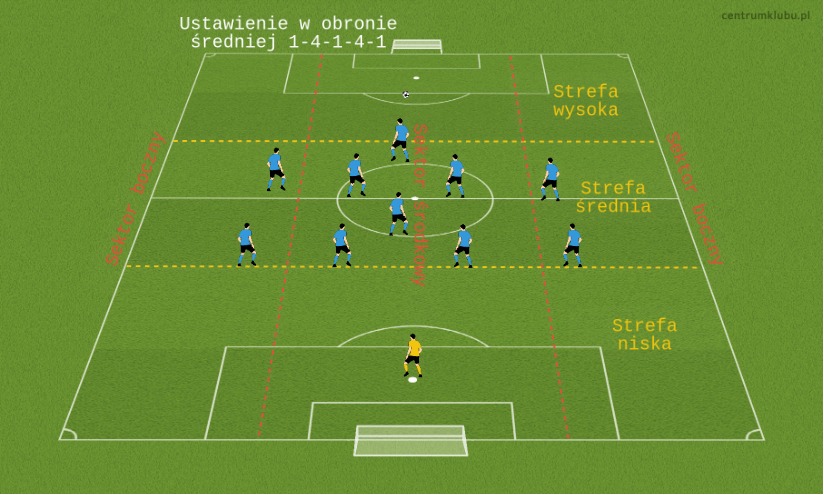 centrumklubu.pl
Ustawienie w obronie
średniej 1-4-1-4-1
Strefa
wysoka
Sektor boczny
Sektor środkowy
Sektor boczny
Strefa
średnia
Strefa
niska